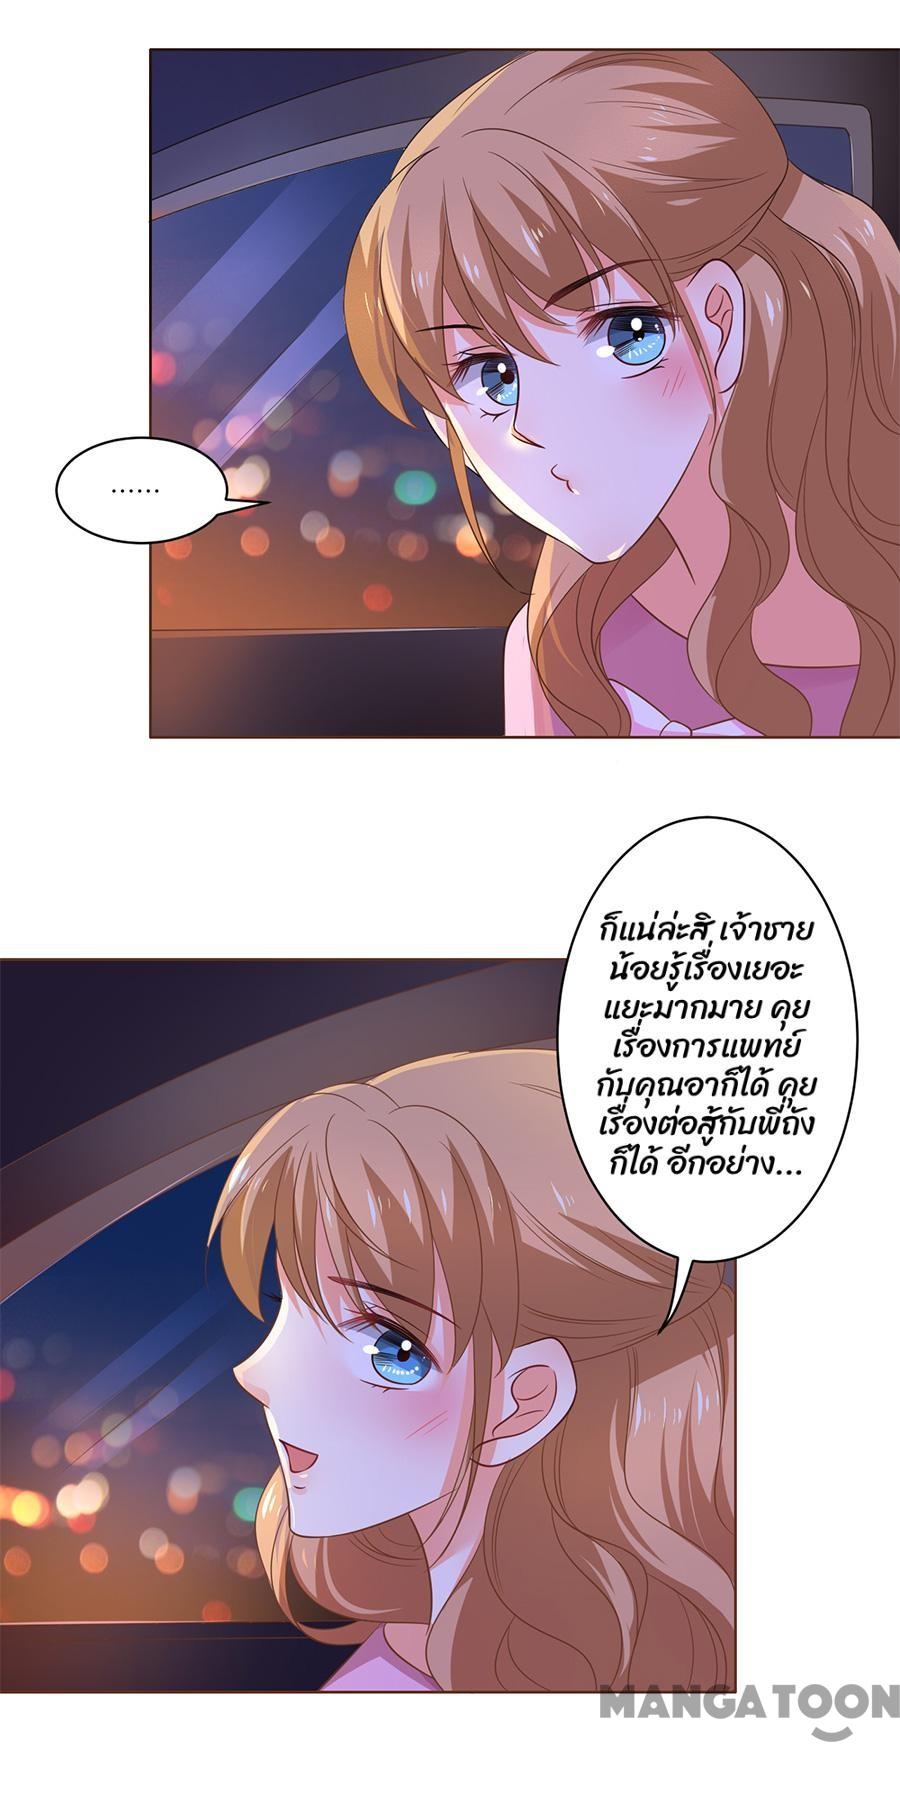 ......
ก็แน่ล่ะสิ เจ้าชาย
น้อยรู้เรื่องเยอะ
แยะมากมาย คุย
เรื่องการแพทย์
กับคุณอาก็ได้ คุย
เรื่องต่อสู้กับพี่ถัง
ก็ได้ อีกอย่าง...
MANGA TOON